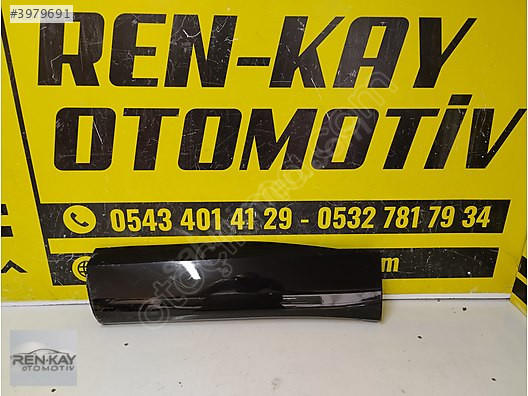 #3979691
REN-KAY
OTOMOTİV
0543 401 41 29 - 0532 781 79 34
REN-KAY
OTOMOTİV